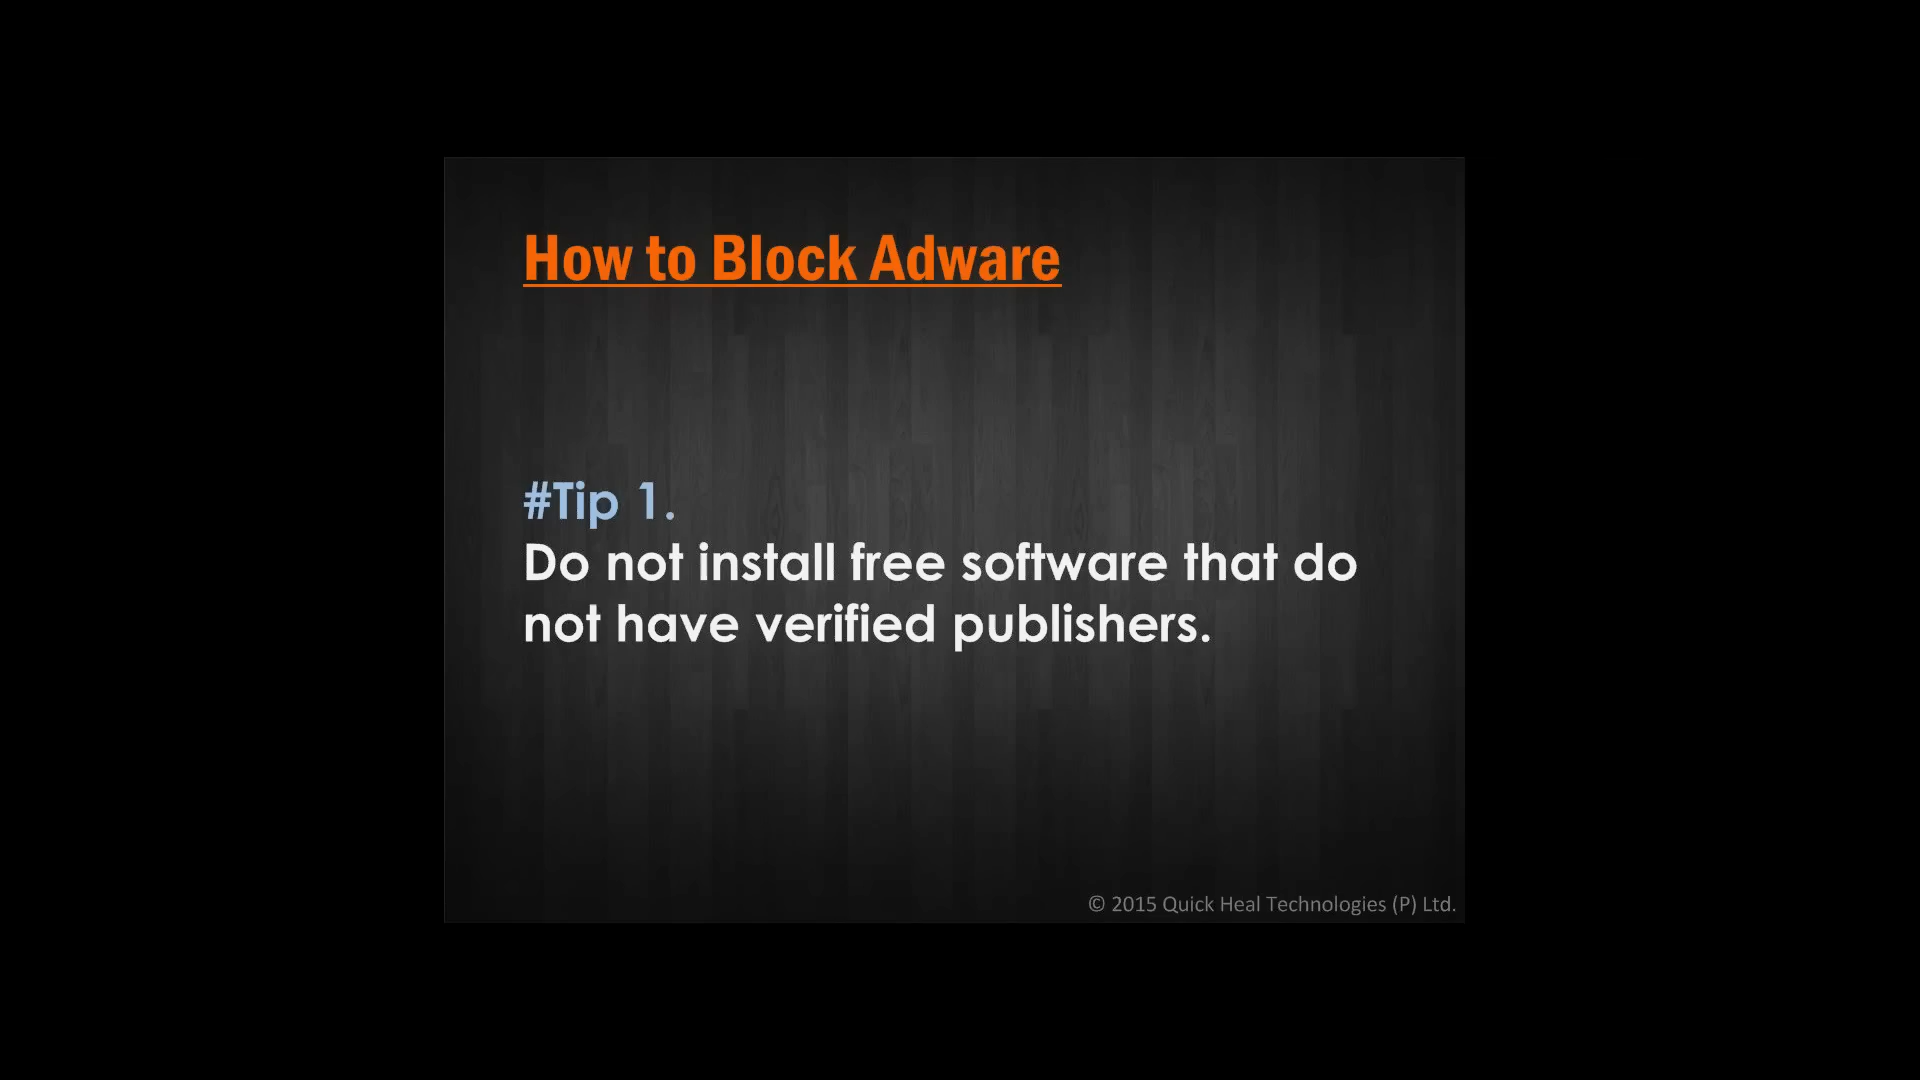 How to Block Adware
#Tip 1.
Do not install free software that do
not have verified publishers.
© 2015 Quick Heal Technologies (P) Ltd.